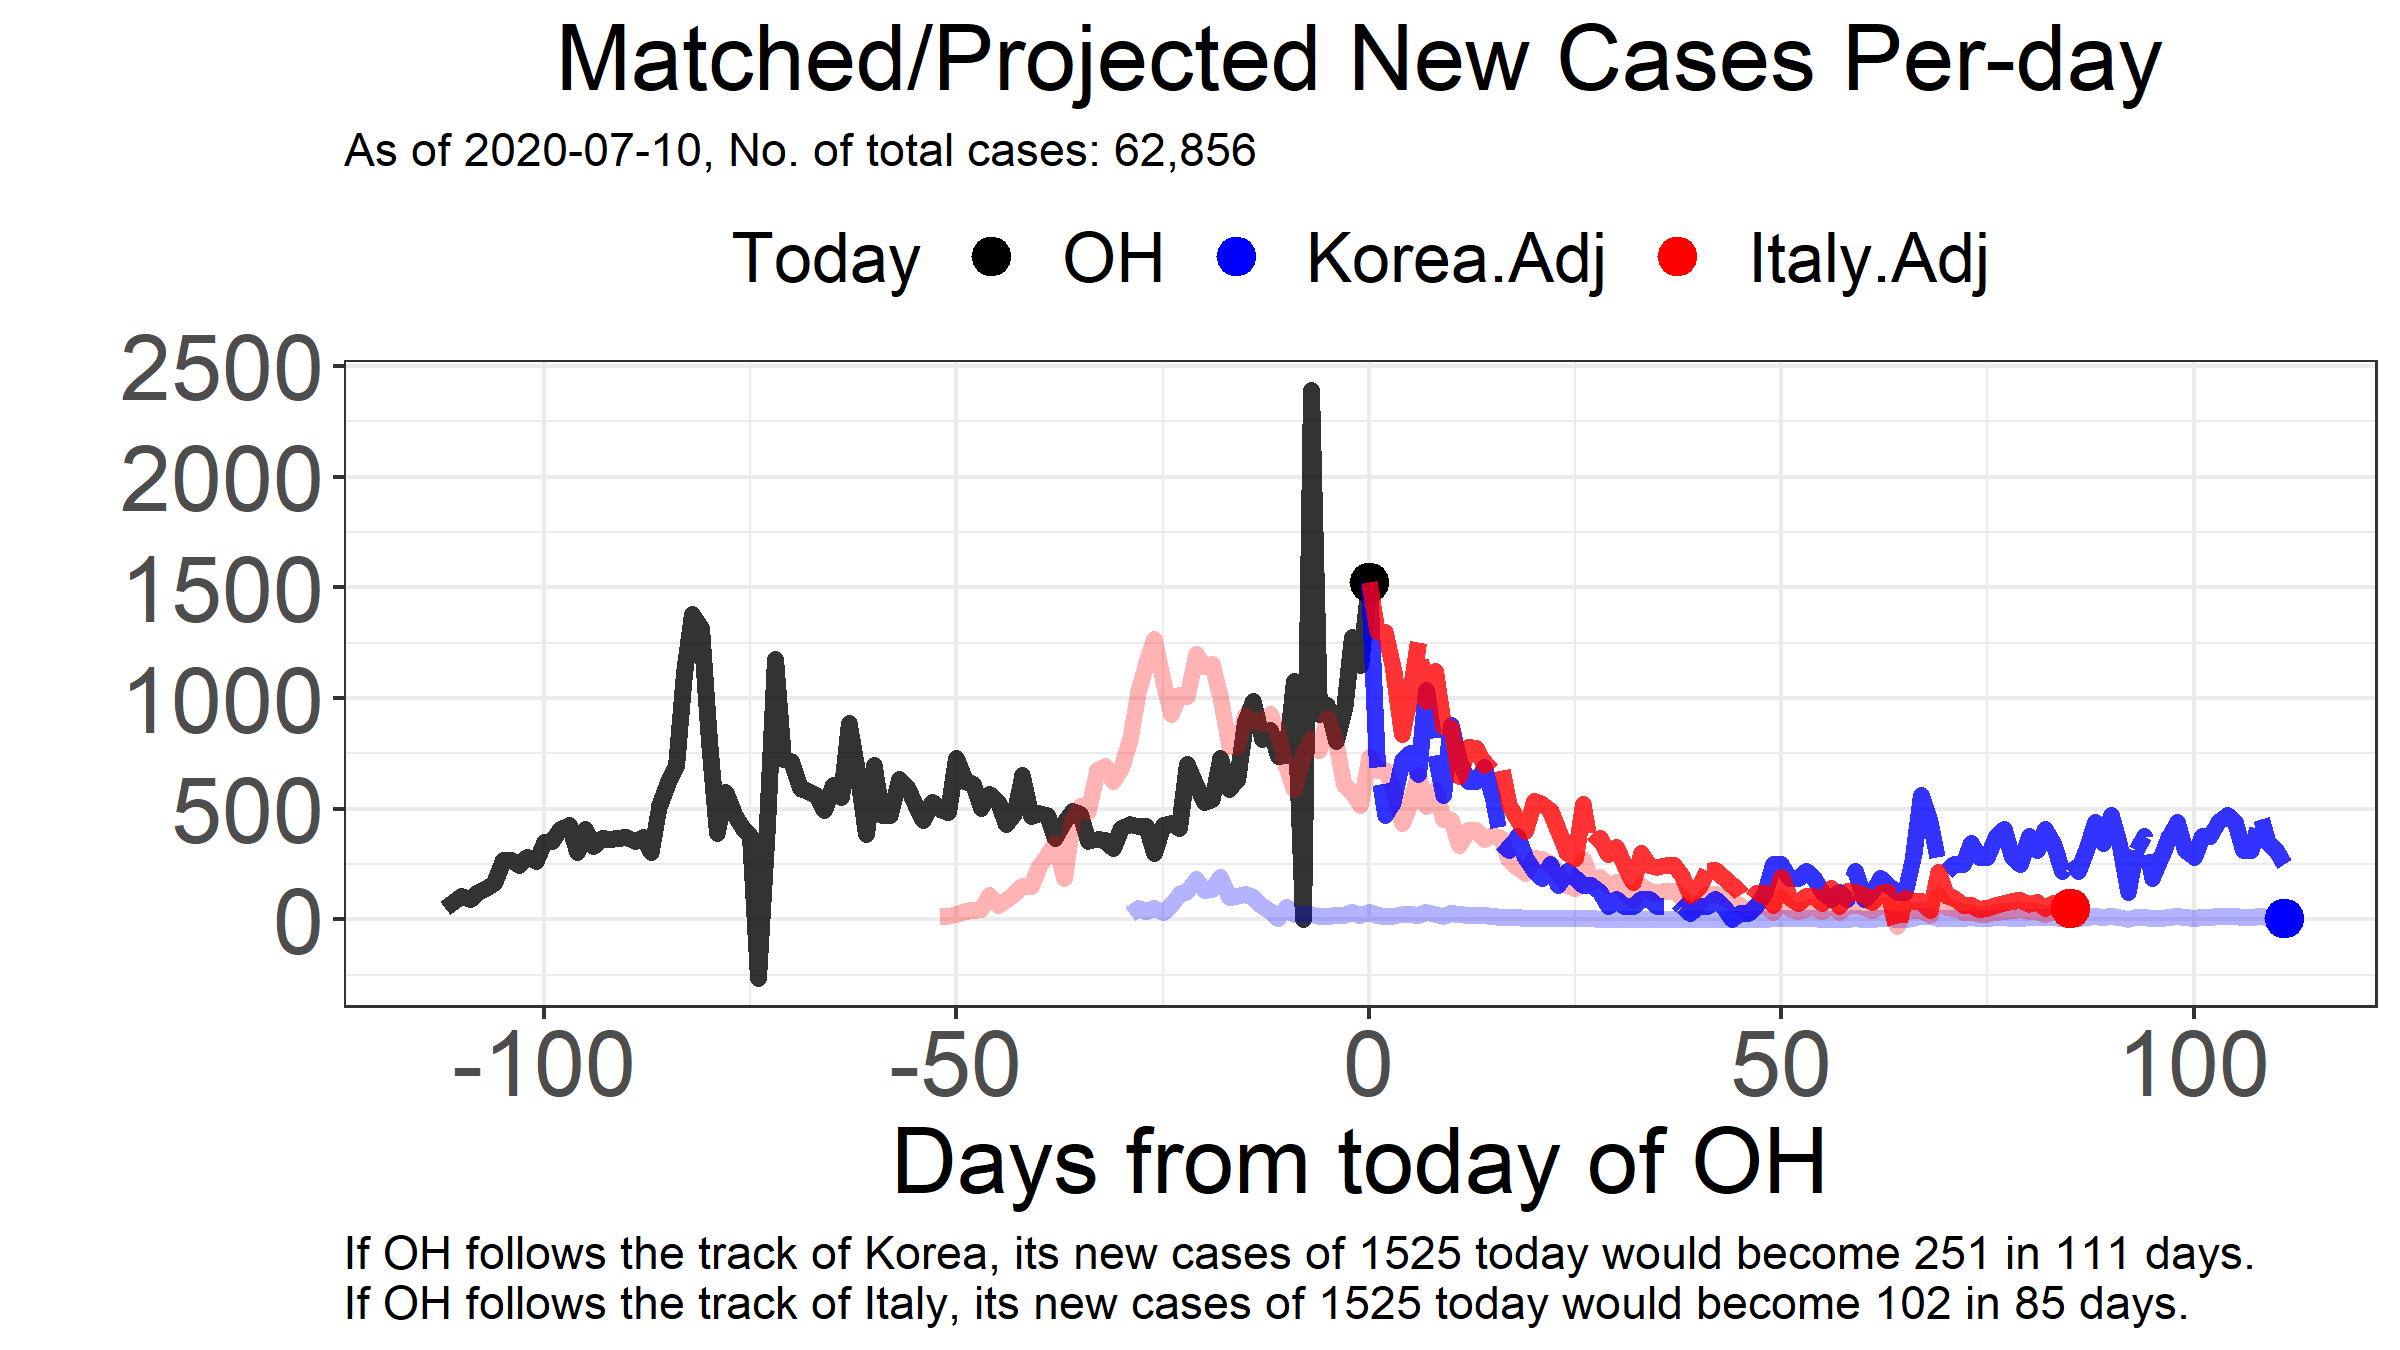 Matched/Projected New Cases Per-day
As of 2020-07-10, No. of total cases: 62,856
Today OH Korea.Adj Italy.Adj
2500
2000
1500
1000
500
0
-100 -50 0 50 100
Days from today of OH
If OH follows the track of Korea, its new cases of 1525 today would become 251 in 111 days.
If OH follows the track of Italy, its new cases of 1525 today would become 102 in 85 days.